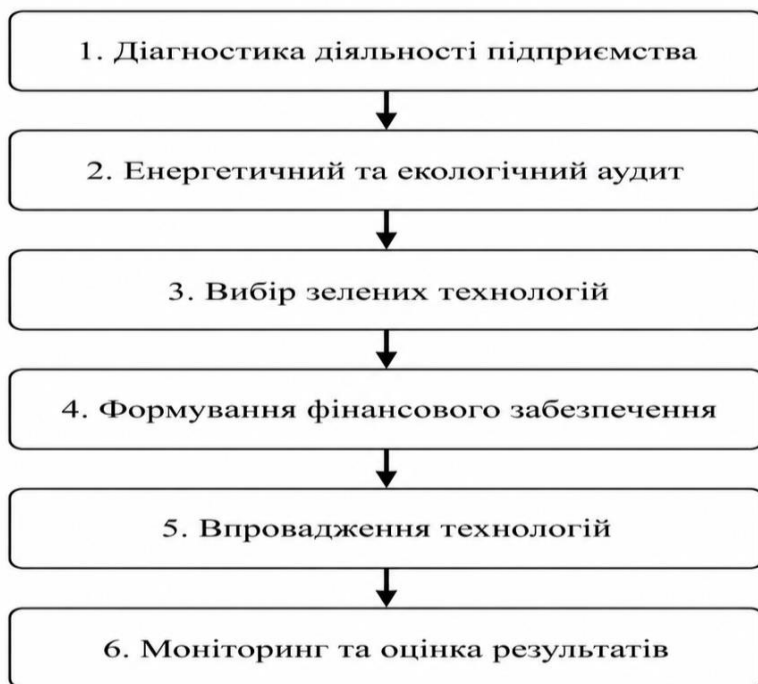 1. Діагностика діяльності підприємства
2. Енергетичний та екологічний аудит
3. Вибір зелених технологій
4. Формування фінансового забезпечення
5. Впровадження технологій
6. Моніторинг та оцінка результатів